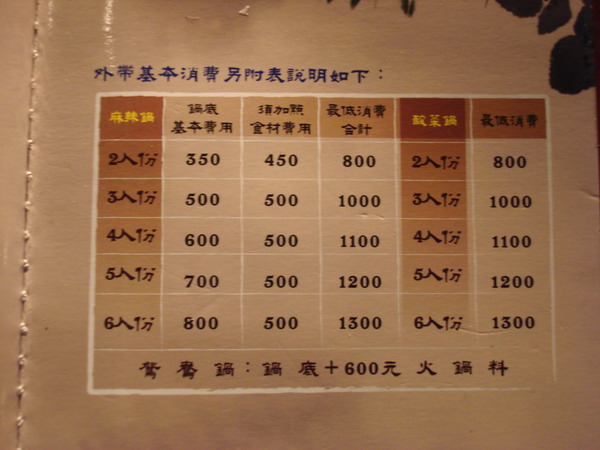 外帶基本消費另附表說明如下：
麻辣鍋 鍋底基本費用 須加顆食材費用 最低消費合計 酸菜鍋 最低消費
2人份 350 450 800 2人份 800
3人份 500 500 1000 3人份 1000
4人份 600 500 1100 4人份 1100
5人份 700 500 1200 5人份 1200
6人份 800 500 1300 6人份 1300
鴛鴦鍋：鍋底＋600元火鍋料